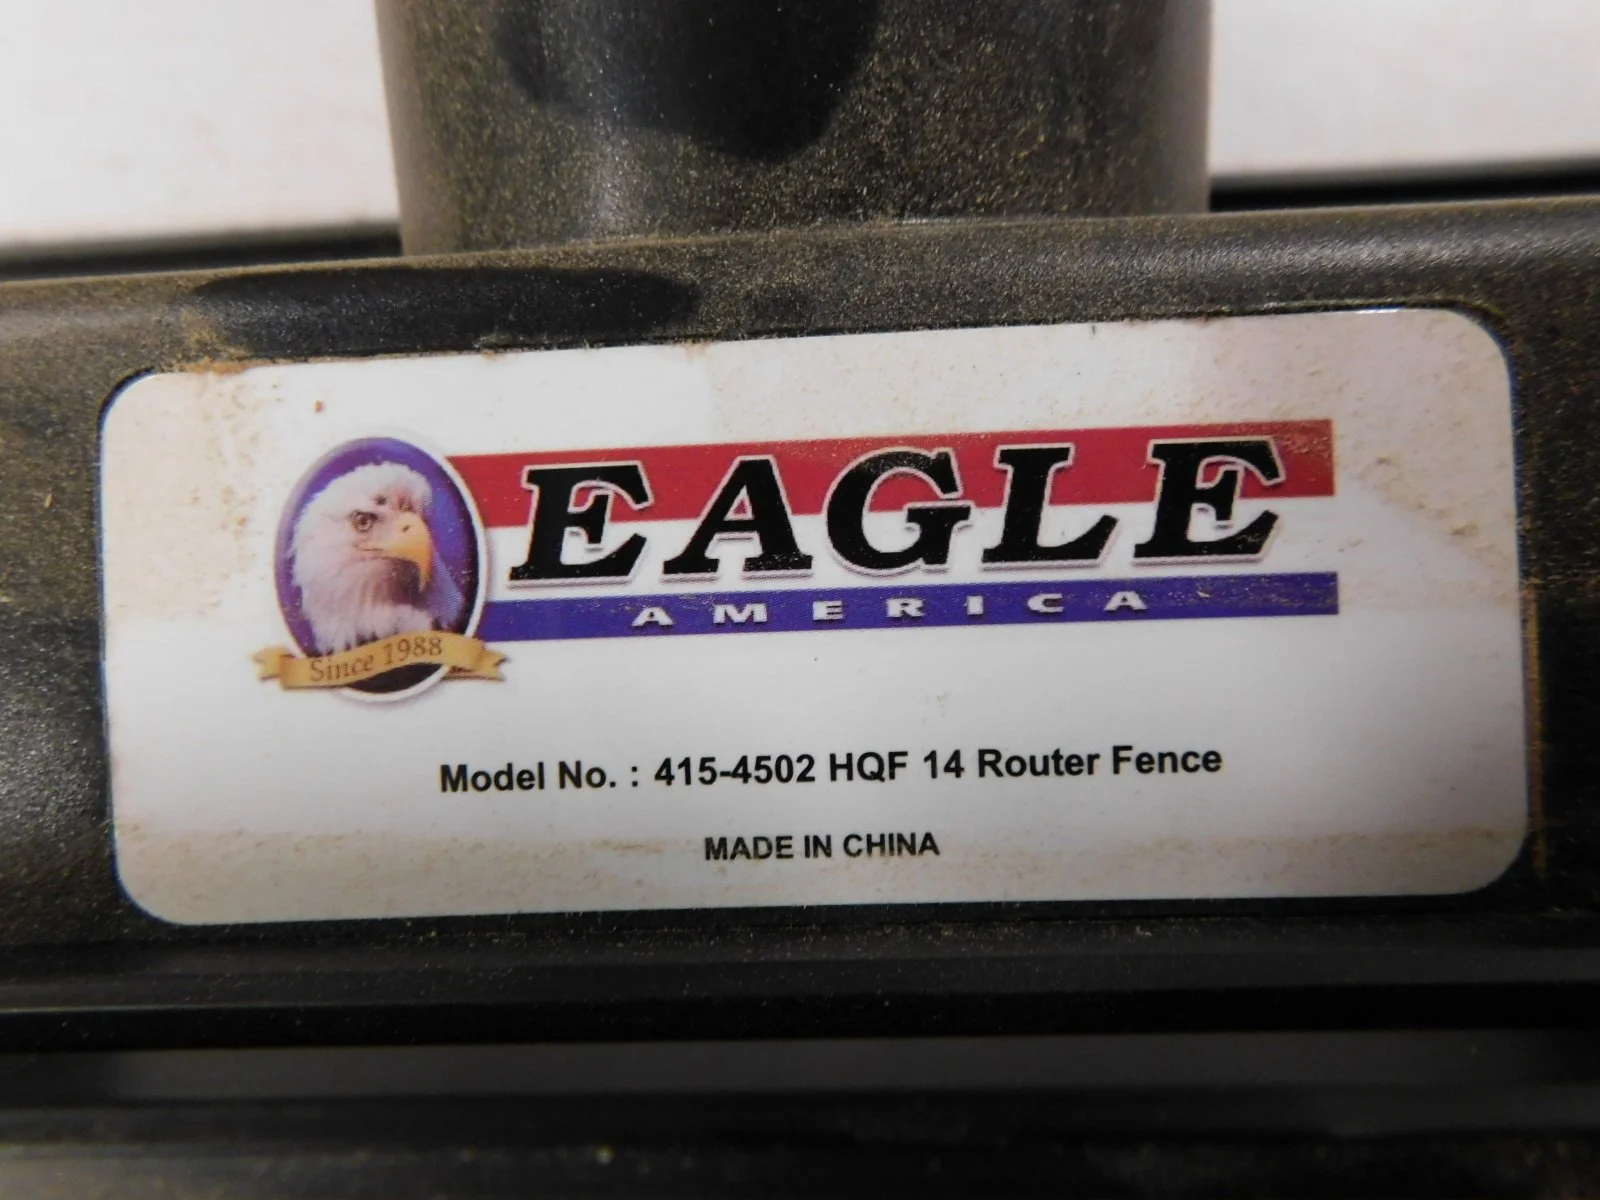 EAGLE
AMERICA
Since 1988
Model No. : 415-4502 HQF 14 Router Fence
MADE IN CHINA